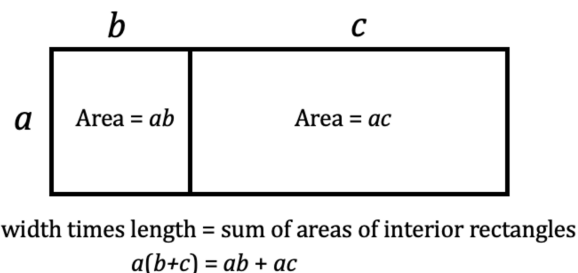 b c
a Area = ab Area = ac
width times length = sum of areas of interior rectangles
a(b+c) = ab + ac